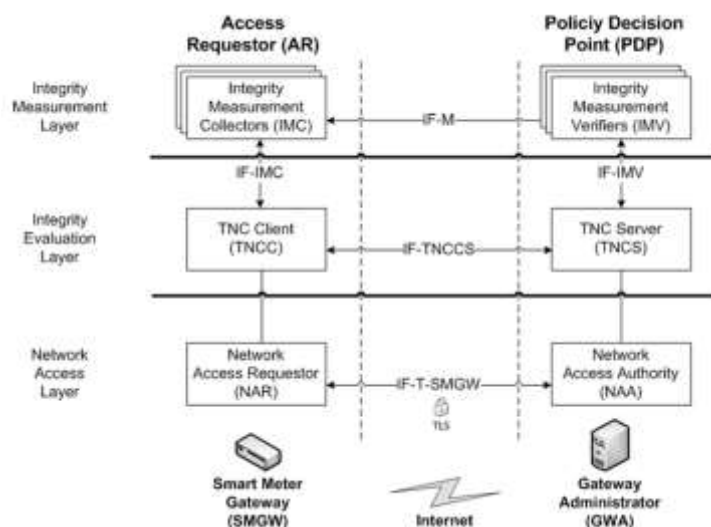 Access
Requestor (AR)
Policiy Decision
Point (PDP)
Integrity
Measurement
Layer
Integrity
Measurement
Collectors (IMC)
IF-M
Integrity
Measurement
Verifiers (IMV)
IF-IMC
IF-IMV
Integrity
Evaluation
Layer
TNC Client
(TNCC)
IF-TNCCS
TNC Server
(TNCS)
Network
Access
Layer
Network
Access Requestor
(NAR)
IF-T-SMGW
TLS
Network
Access Authority
(NAA)
Smart Meter
Gateway
(SMGW)
Internet
Gateway
Administrator
(GWA)